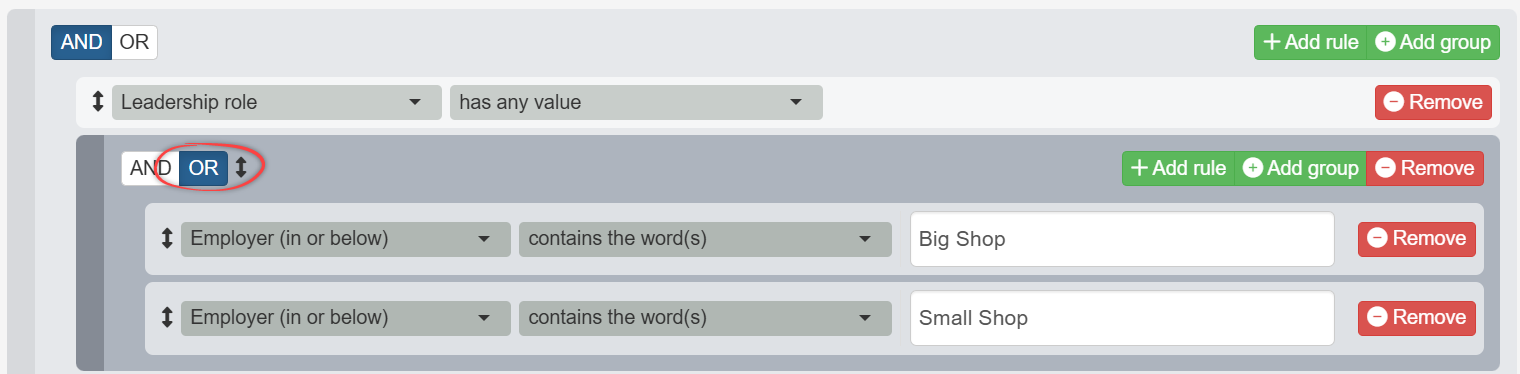 AND OR Add rule Add group
Leadership role has any value Remove
AND OR Add rule Add group Remove
Employer (in or below) contains the word(s) Big Shop Remove
Employer (in or below) contains the word(s) Small Shop Remove